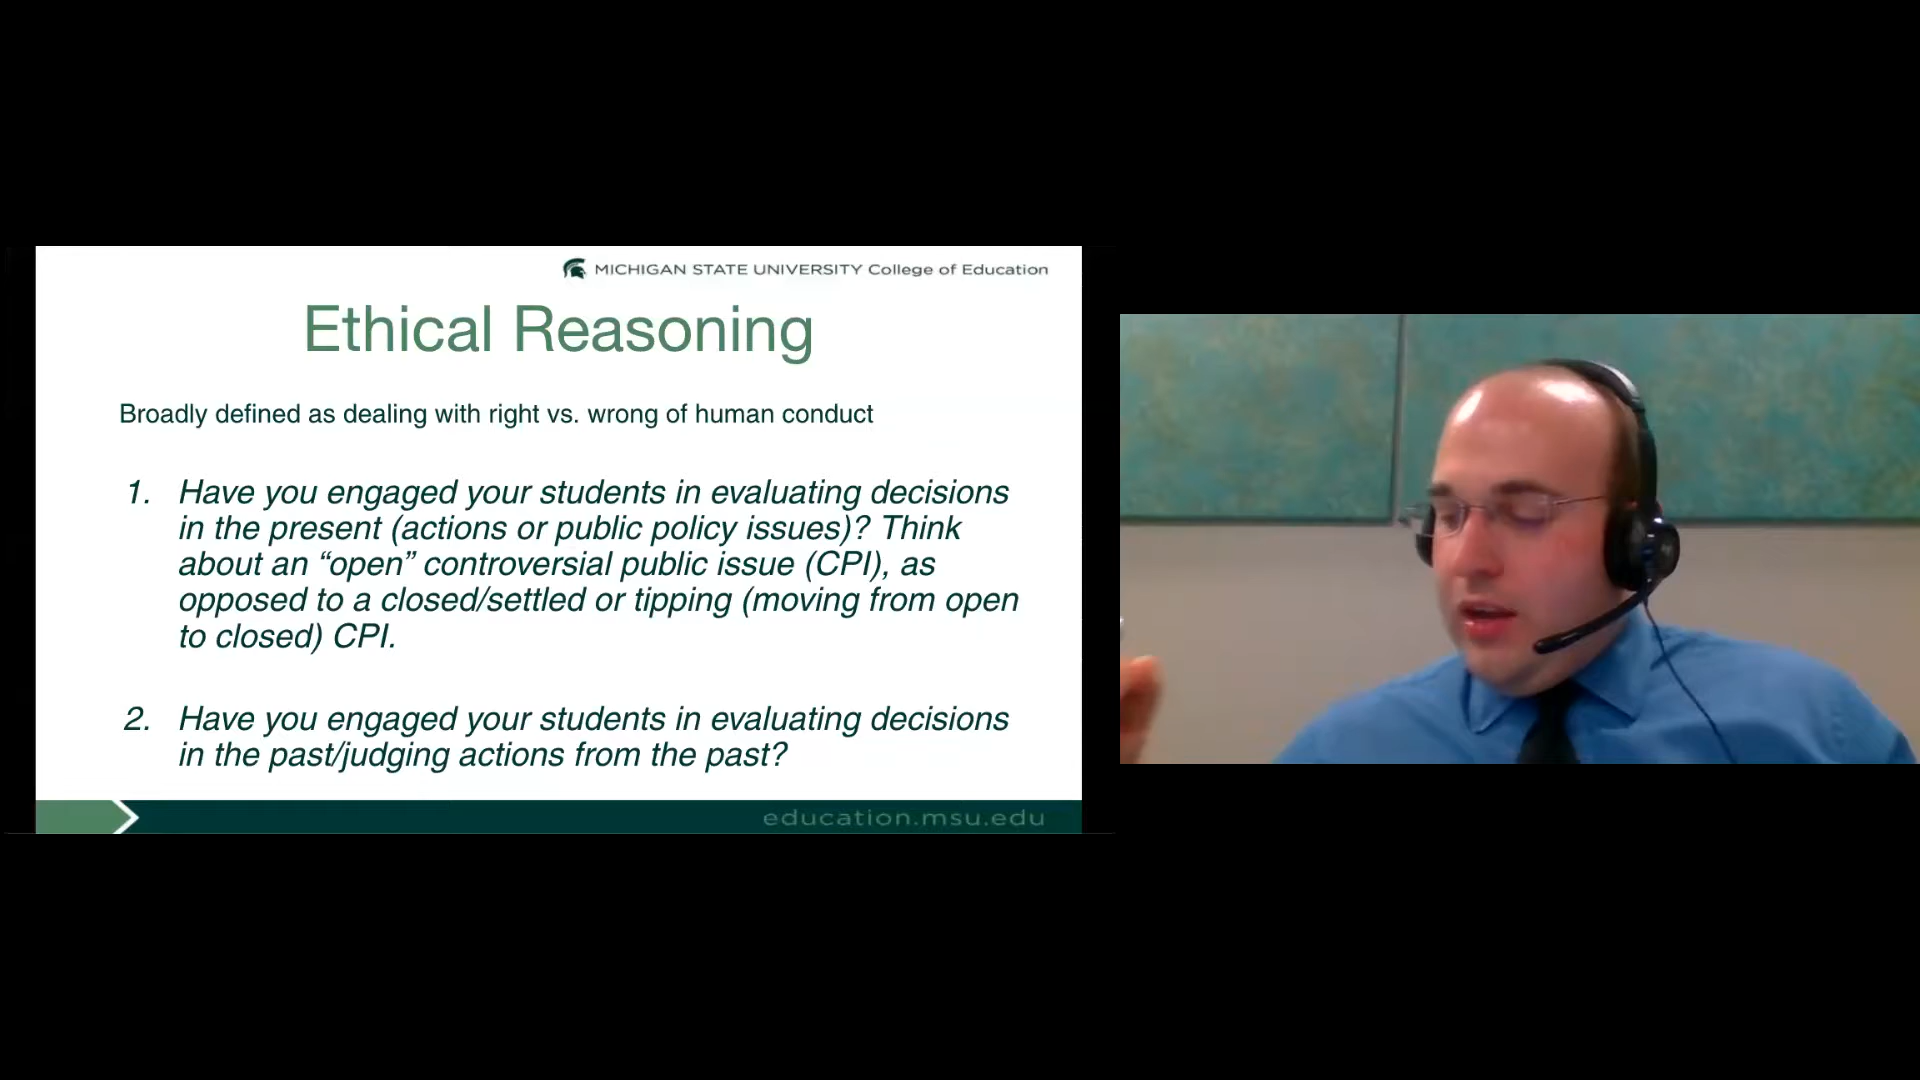 MICHIGAN STATE UNIVERSITY College of Education
Ethical Reasoning
Broadly defined as dealing with right vs. wrong of human conduct
1. Have you engaged your students in evaluating decisions
in the present (actions or public policy issues)? Think
about an “open” controversial public issue (CPI), as
opposed to a closed/settled or tipping (moving from open
to closed) CPI.
2. Have you engaged your students in evaluating decisions
in the past/judging actions from the past?
education.msu.edu